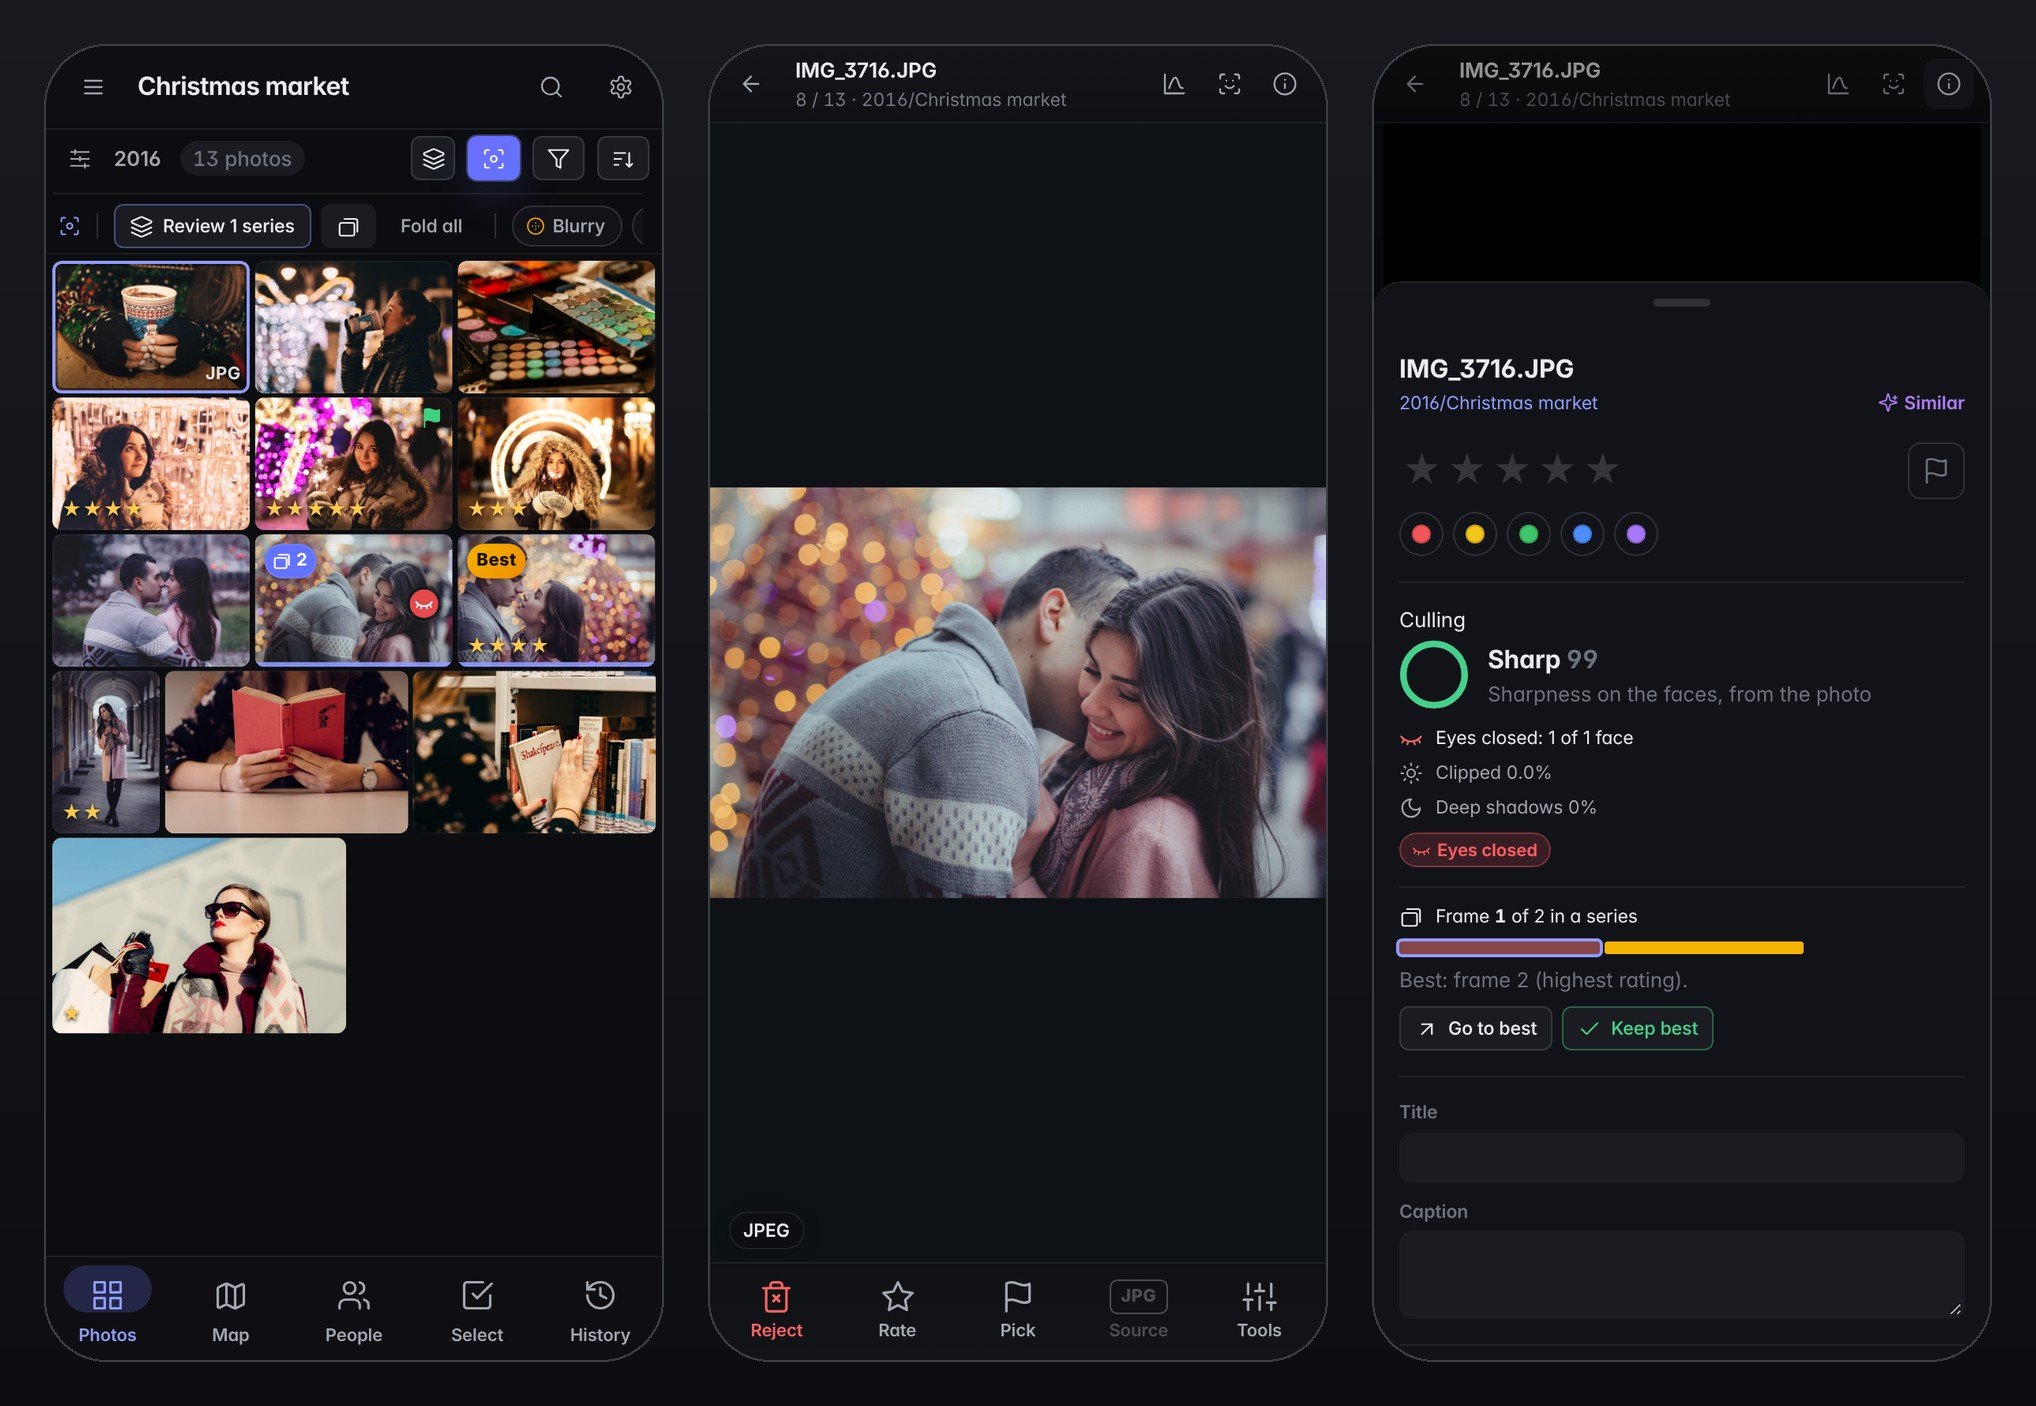 Christmas market
2016
13 photos
Review 1 series
Fold all
Blurry
JPG
2
Best
Shakespeare
Photos
Map
People
Select
History
IMG_3716.JPG
8 / 13 · 2016/Christmas market
JPEG
Reject
Rate
Pick
JPG
Source
Tools
IMG_3716.JPG
8 / 13 · 2016/Christmas market
IMG_3716.JPG
2016/Christmas market
Similar
Culling
Sharp 99
Sharpness on the faces, from the photo
Eyes closed: 1 of 1 face
Clipped 0.0%
Deep shadows 0%
Eyes closed
Frame 1 of 2 in a series
Best: frame 2 (highest rating).
Go to best
Keep best
Title
Caption